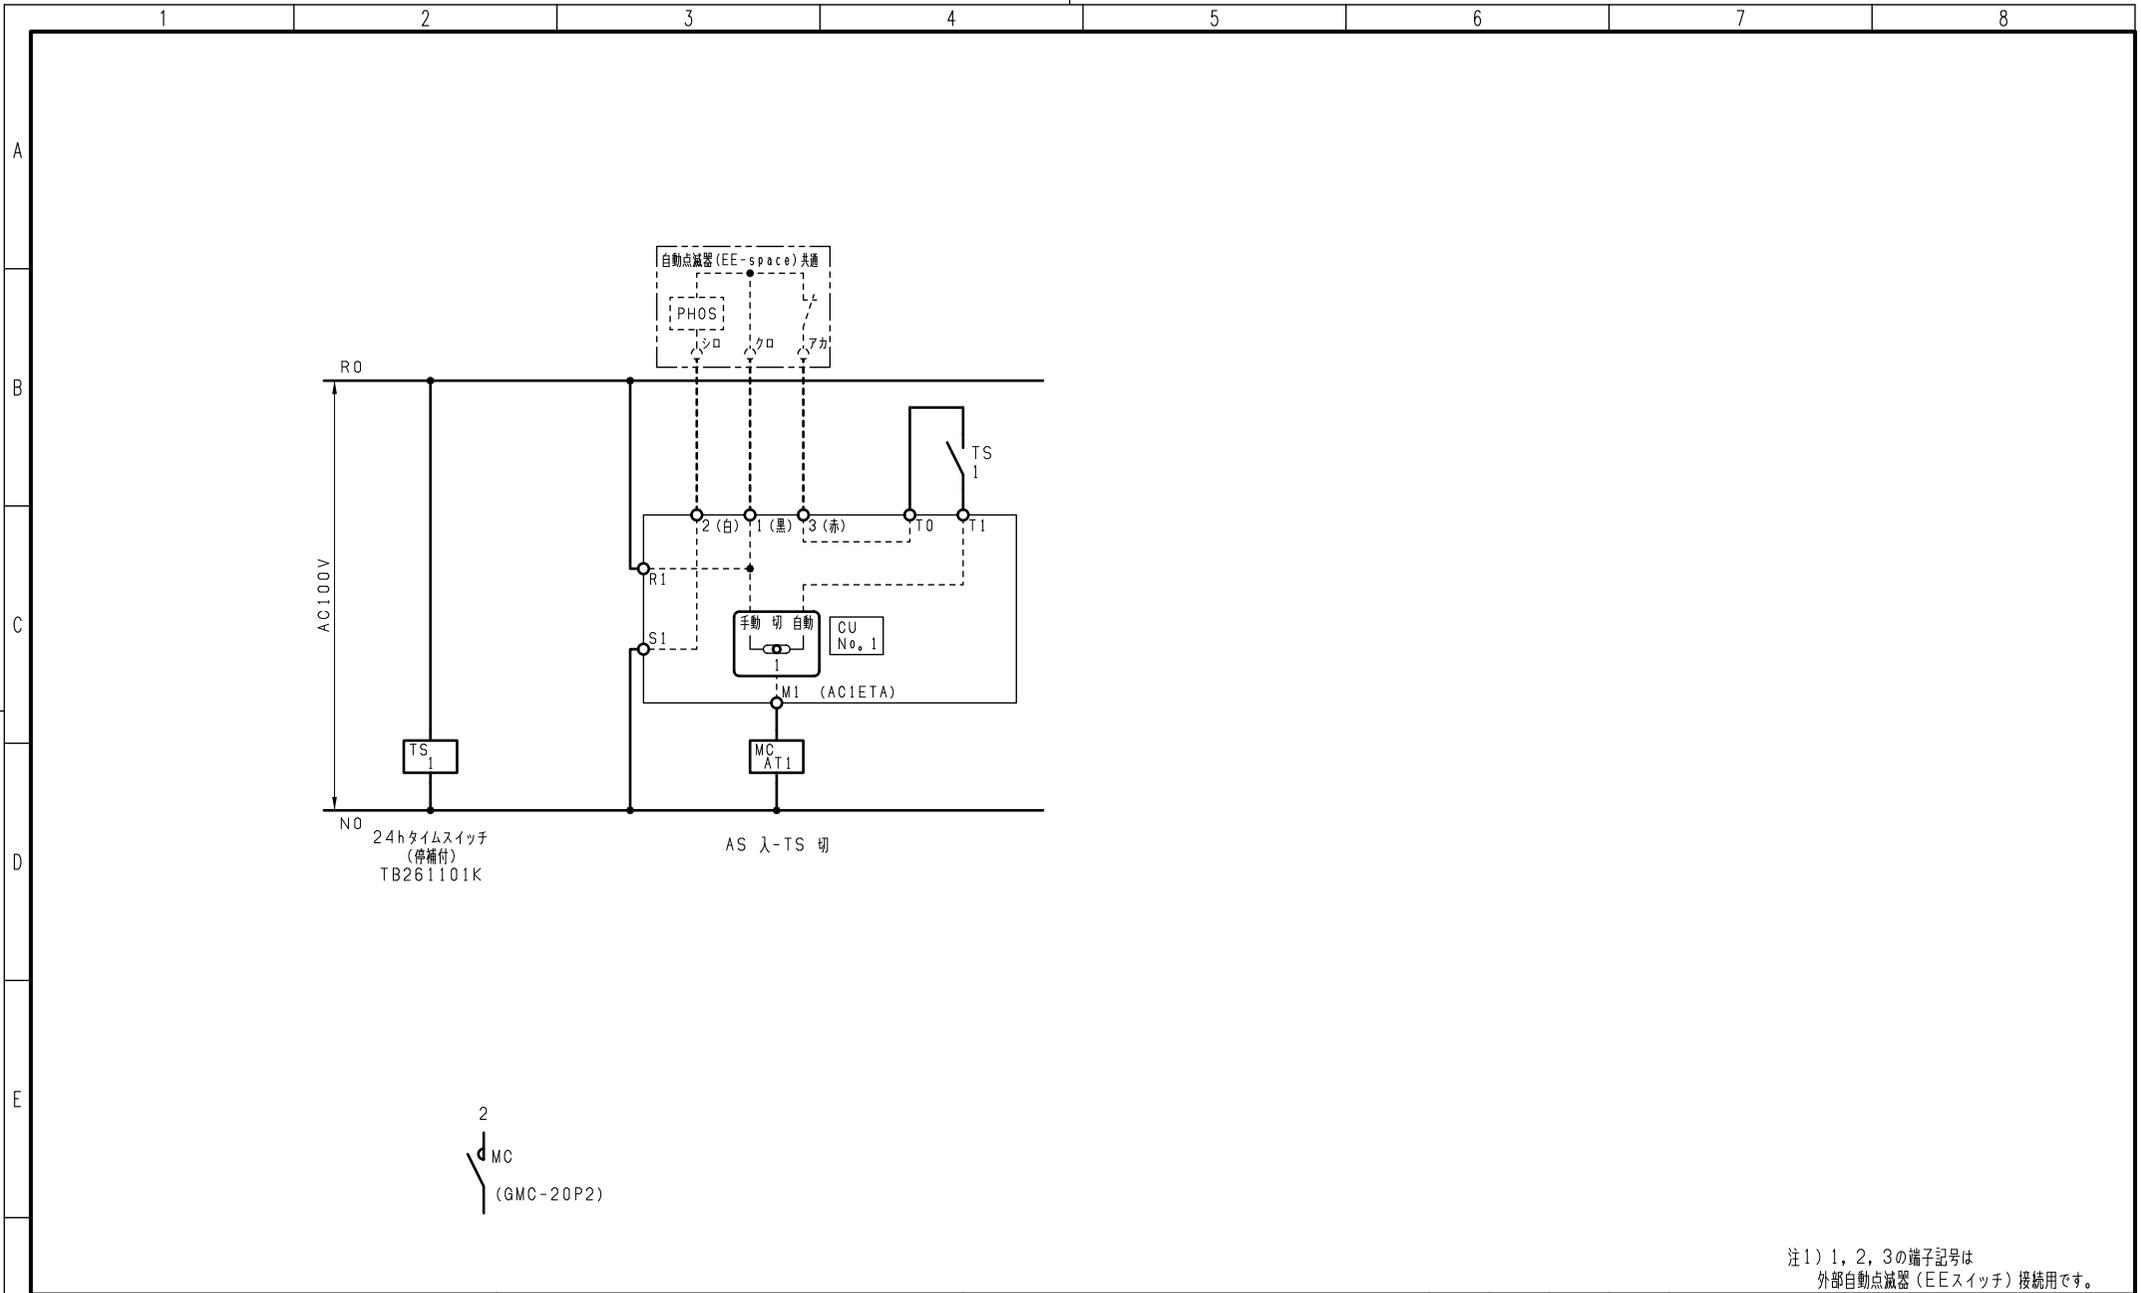 1 2 3 4 5 6 7 8
A
自動点滅器(EE-space)共通
PHOS
シロ クロ アカ
R0
B
TS
1
2(白) 1(黒) 3(赤) T0 T1
R1
AC100V
C
手動 切 自動
CU
No。1
S1
1
M1 (AC1ETA)
TS
1
MC
AT1
N0
24hタイムスイッチ
(停補付)
TB261101K
AS 入-TS 切
D
E
2
MC
(GMC-20P2)
注1)1,2,3の端子記号は
外部自動点滅器(EEスイッチ)接続用です。